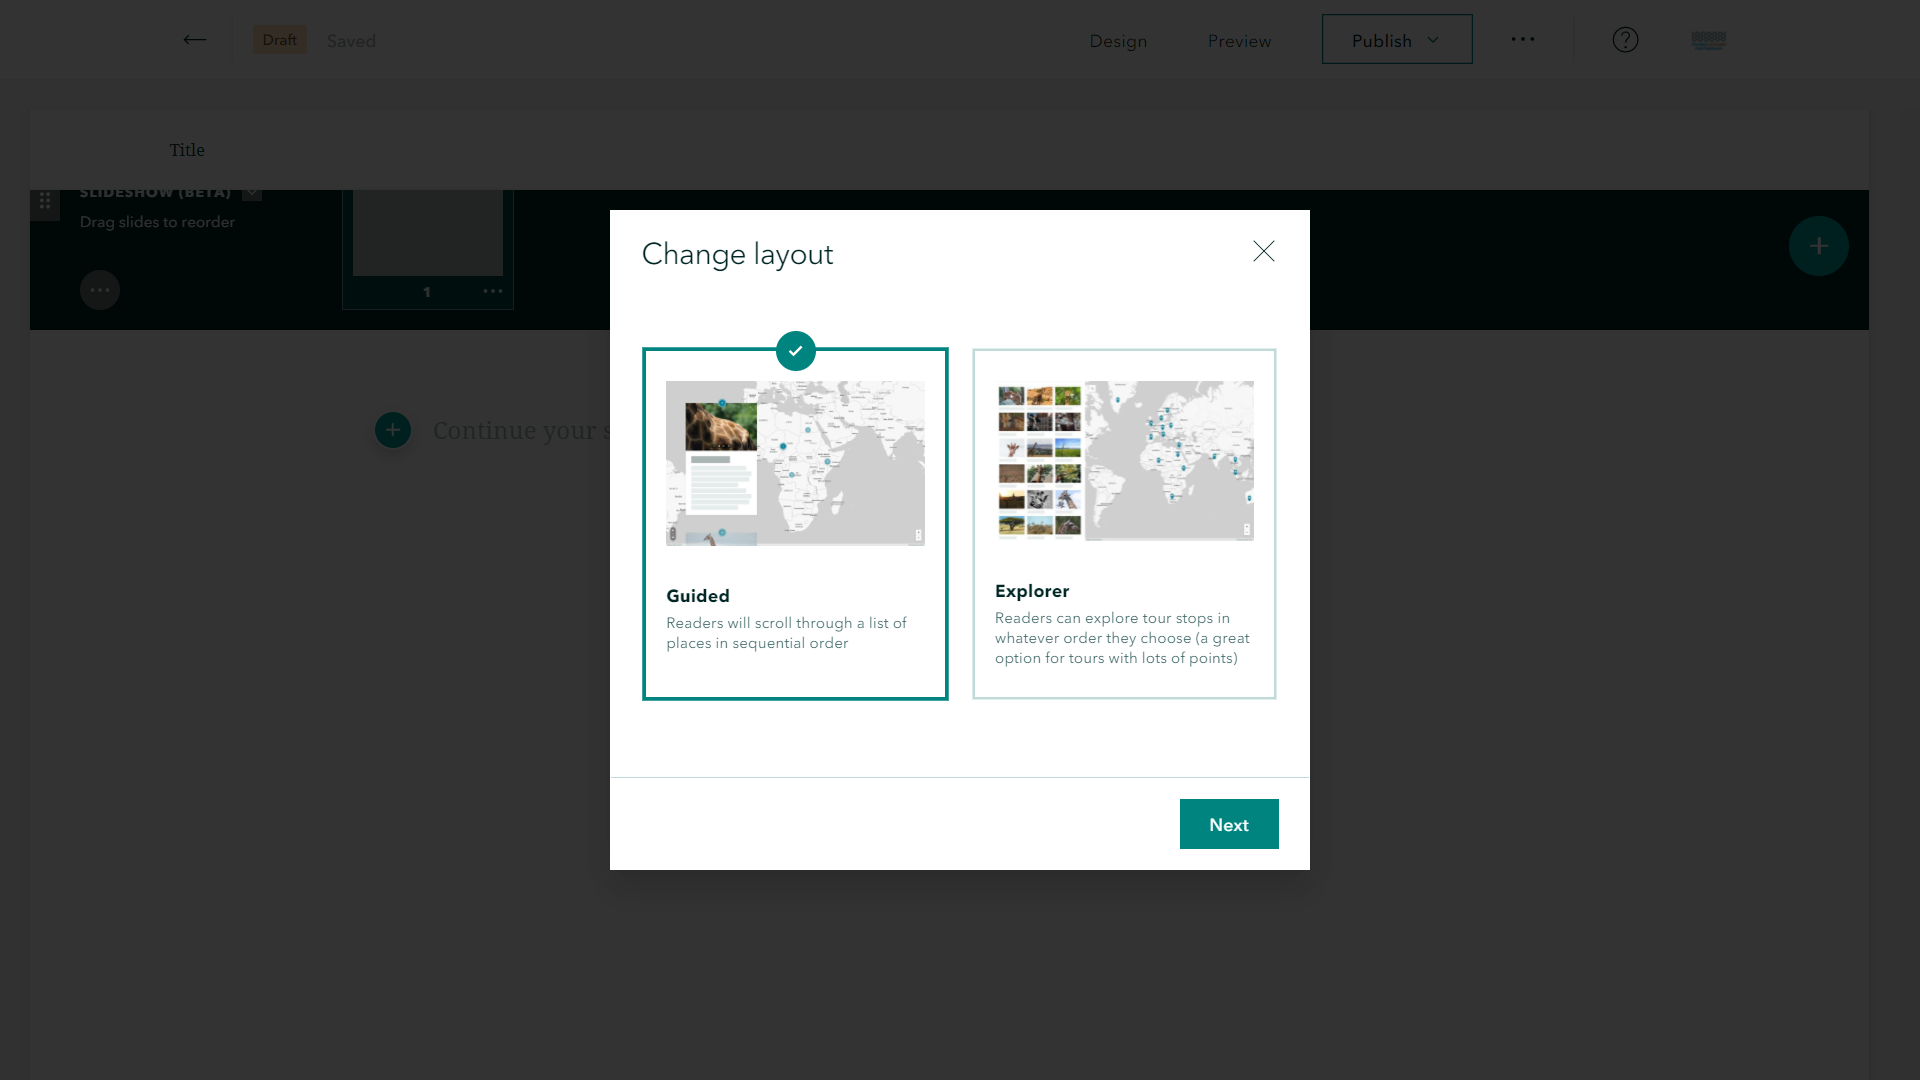 Draft
Saved
Design
Preview
Publish
Title
SLIDESHOW (BETA)
Drag slides to reorder
1
Change layout
Continue your s
Guided
Readers will scroll through a list of
places in sequential order
Explorer
Readers can explore tour stops in
whatever order they choose (a great
option for tours with lots of points)
Next